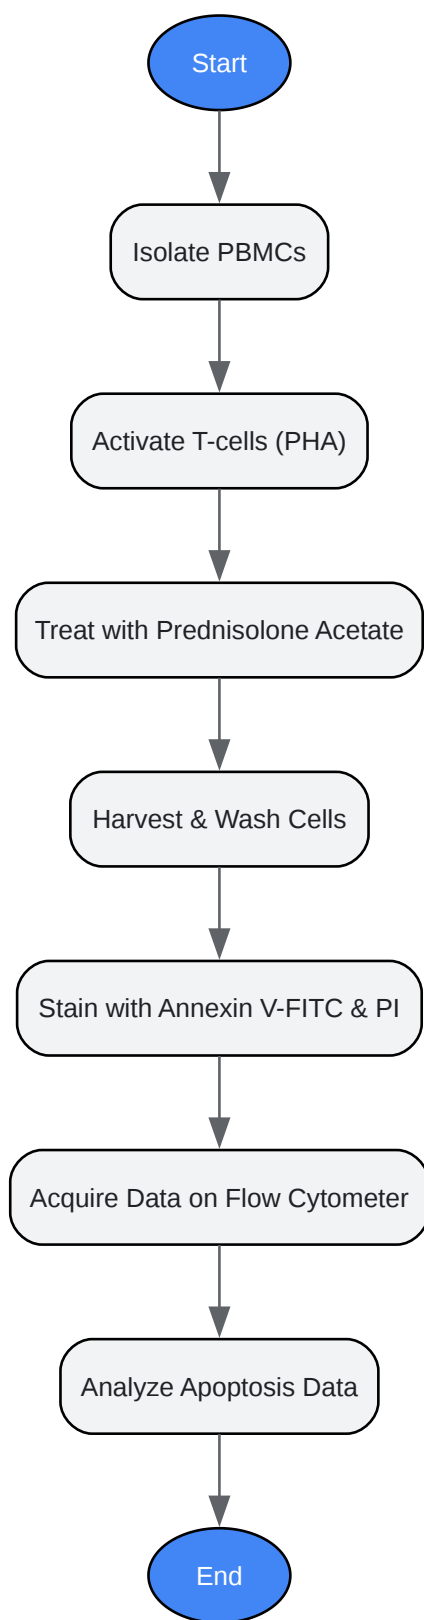 Start
Isolate PBMCs
Activate T-cells (PHA)
Treat with Prednisolone Acetate
Harvest & Wash Cells
Stain with Annexin V-FITC & PI
Acquire Data on Flow Cytometer
Analyze Apoptosis Data
End